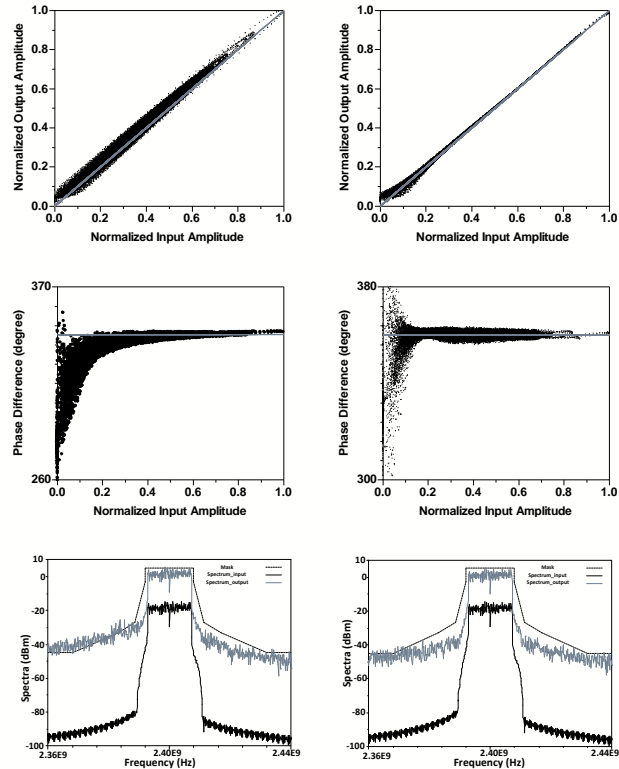 1.0
0.8
0.6
0.4
0.2
0.0
Normalized Output Amplitude
0.0 0.2 0.4 0.6 0.8 1.0
Normalized Input Amplitude
1.0
0.8
0.6
0.4
0.2
0.0
Normalized Output Amplitude
0.0 0.2 0.4 0.6 0.8 1.0
Normalized Input Amplitude
370
260
Phase Difference (degree)
0.0 0.2 0.4 0.6 0.8 1.0
Normalized Input Amplitude
380
300
Phase Difference (degree)
0.0 0.2 0.4 0.6 0.8 1.0
Normalized Input Amplitude
10
0
-20
-40
-60
-80
-100
Spectra (dBm)
Mask
Spectrum_input
Spectrum_output
2.36E9 2.40E9 2.44E9
Frequency (Hz)
10
0
-20
-40
-60
-80
-100
Spectra (dBm)
Mask
Spectrum_input
Spectrum_output
2.36E9 2.40E9 2.44E9
Frequency (Hz)